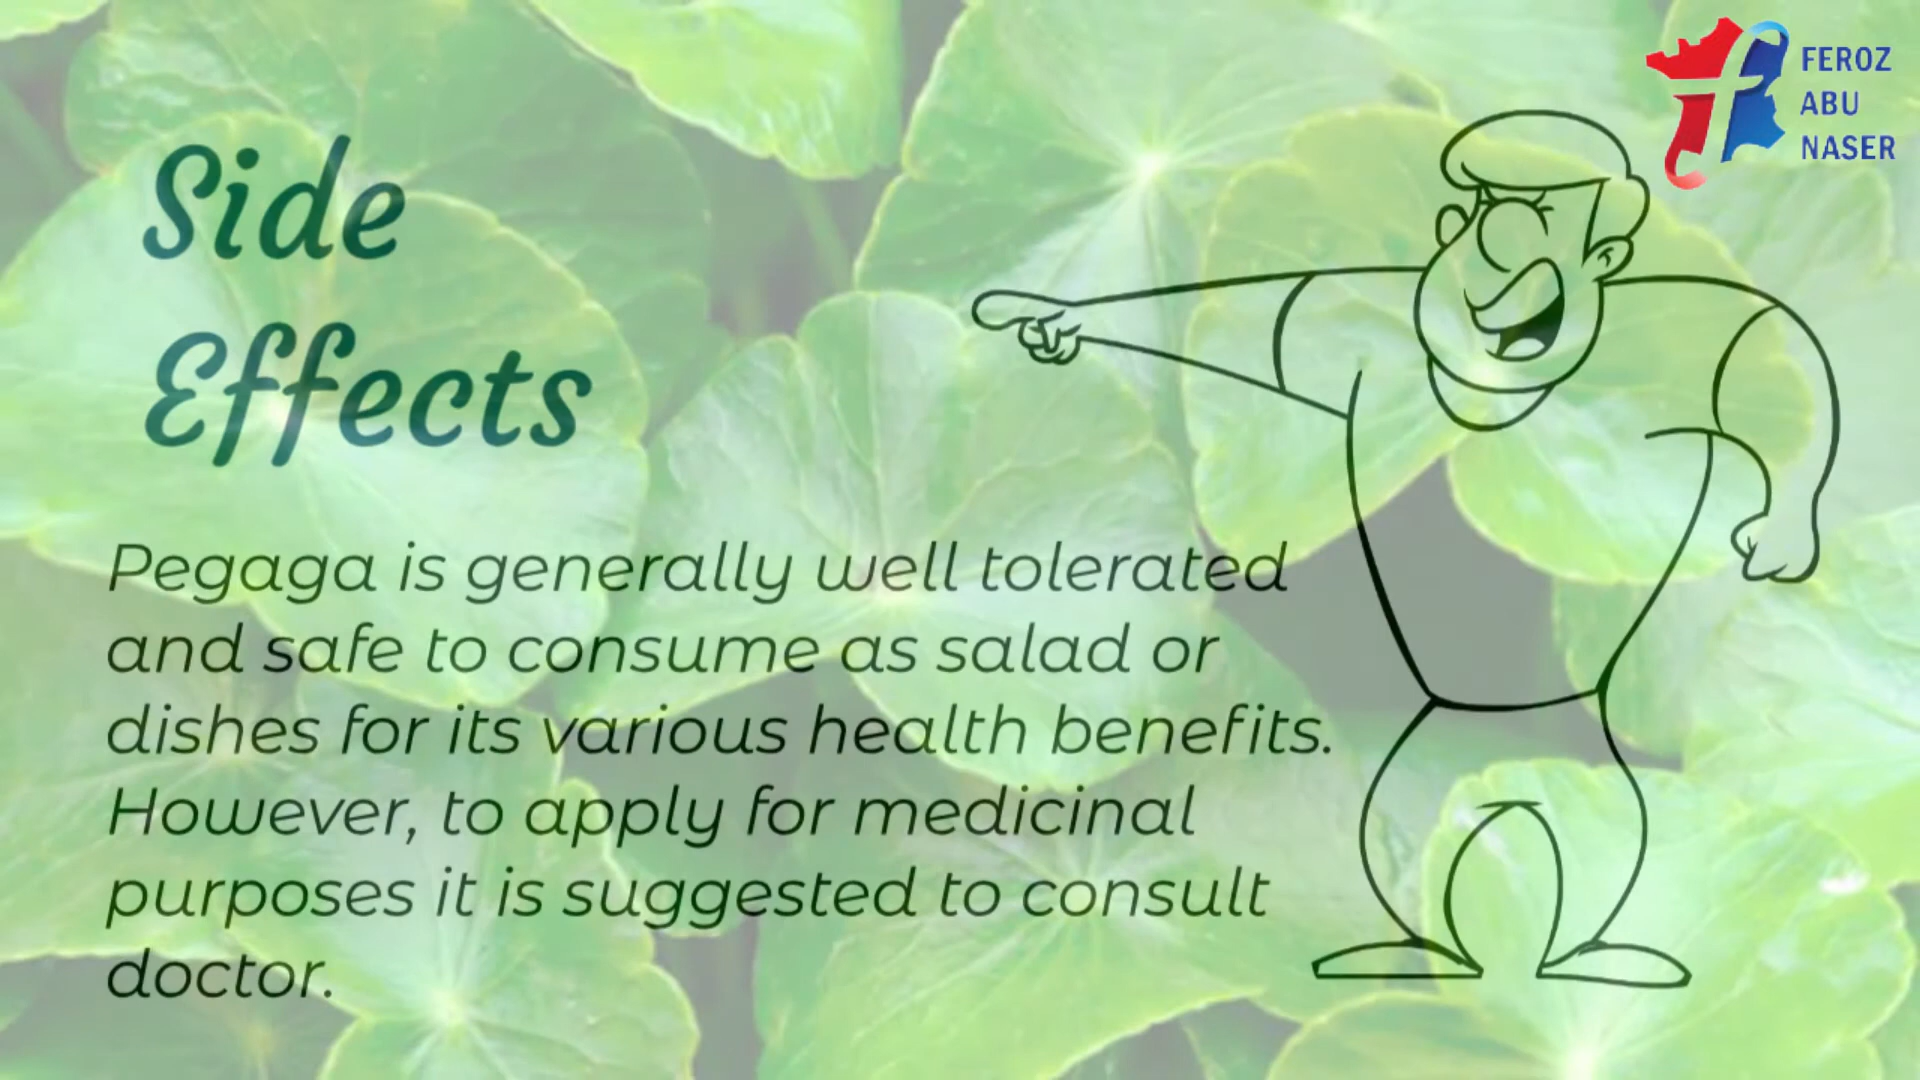 FEROZ
ABU
NASER
Side
Effects
Pegaga is generally well tolerated
and safe to consume as salad or
dishes for its various health benefits.
However, to apply for medicinal
purposes it is suggested to consult
doctor.